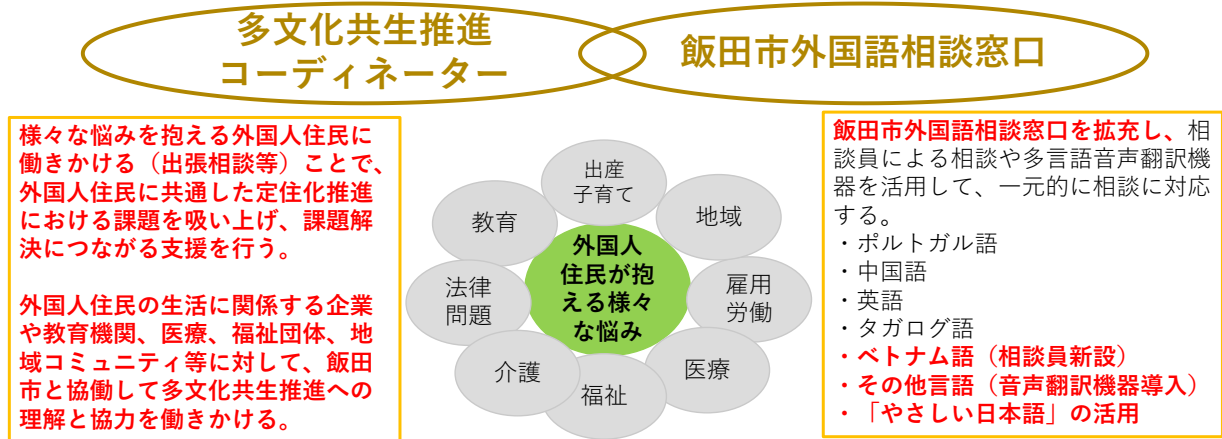 多文化共生推進
コーディネーター
飯田市外国語相談窓口
様々な悩みを抱える外国人住民に
働きかける（出張相談等）ことで、
外国人住民に共通した定住化推進
における課題を吸い上げ、課題解
決につながる支援を行う。
外国人住民の生活に関係する企業
や教育機関、医療、福祉団体、地
域コミュニティ等に対して、飯田
市と協働して多文化共生推進への
理解と協力を働きかける。
出産
子育て
教育
地域
外国人
住民が抱
える様々
な悩み
法律
問題
雇用
労働
介護
医療
福祉
飯田市外国語相談窓口を拡充し、相
談員による相談や多言語音声翻訳機
器を活用して、一元的に相談に対応
する。
・ポルトガル語
・中国語
・英語
・タガログ語
・ベトナム語（相談員新設）
・その他言語（音声翻訳機器導入）
・「やさしい日本語」の活用